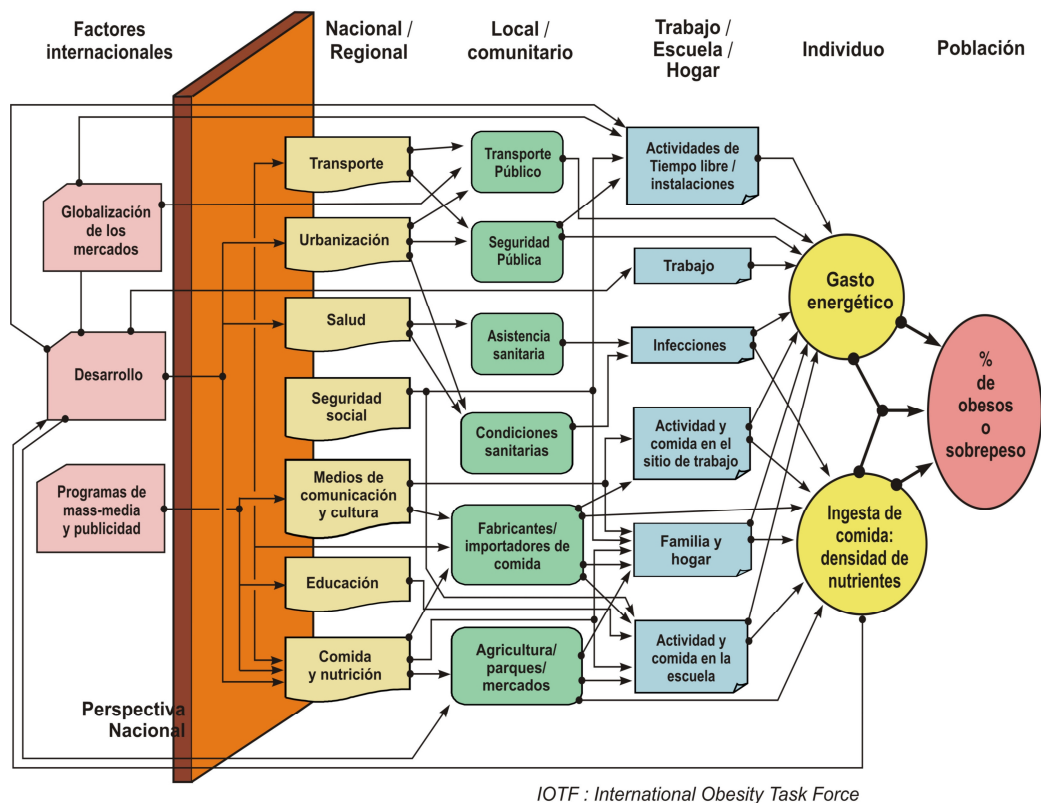 Factores
internacionales
Nacional /
Regional
Local /
comunitario
Trabajo /
Escuela /
Hogar
Individuo
Población
Globalización
de los
mercados
Desarrollo
Programas de
mass-media
y publicidad
Perspectiva
Nacional
Transporte
Urbanización
Salud
Seguridad
social
Medios de
comunicación
y cultura
Educación
Comida
y nutrición
Transporte
Público
Seguridad
Pública
Asistencia
sanitaria
Condiciones
sanitarias
Fabricantes/
importadores de
comida
Agricultura/
parques/
mercados
Actividades de
Tiempo libre /
instalaciones
Trabajo
Infecciones
Actividad y
comida en el
sitio de trabajo
Familia y
hogar
Actividad y
comida en la
escuela
Gasto
energético
Ingesta de
comida:
densidad de
nutrientes
%
de
obesos
o
sobrepeso
IOTF : International Obesity Task Force